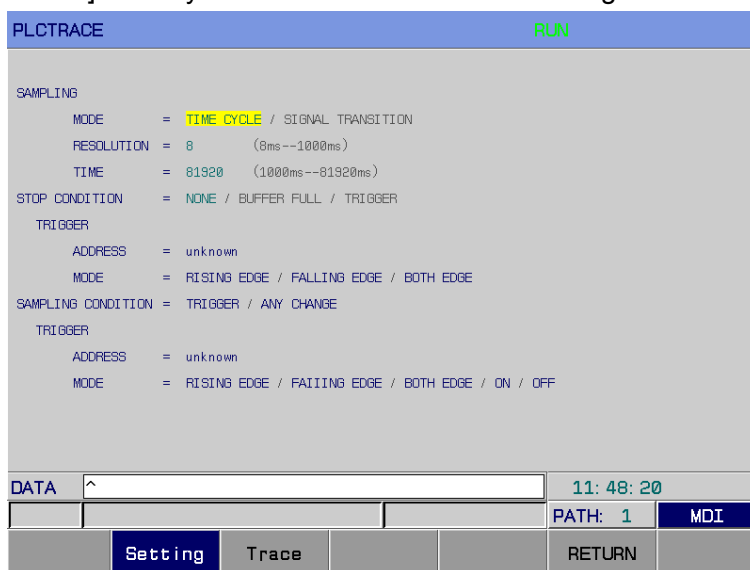 PLCTRACE RUN
SAMPLING
MODE = TIME CYCLE / SIGNAL TRANSITION
RESOLUTION = 8 (8ms--1000ms)
TIME = 81920 (1000ms--81920ms)
STOP CONDITION = NONE / BUFFER FULL / TRIGGER
TRIGGER
ADDRESS = unknown
MODE = RISING EDGE / FALLING EDGE / BOTH EDGE
SAMPLING CONDITION = TRIGGER / ANY CHANGE
TRIGGER
ADDRESS = unknown
MODE = RISING EDGE / FAIIING EDGE / BOTH EDGE / ON / OFF
DATA ^ 11:48:20
PATH: 1 MDI
Setting Trace RETURN